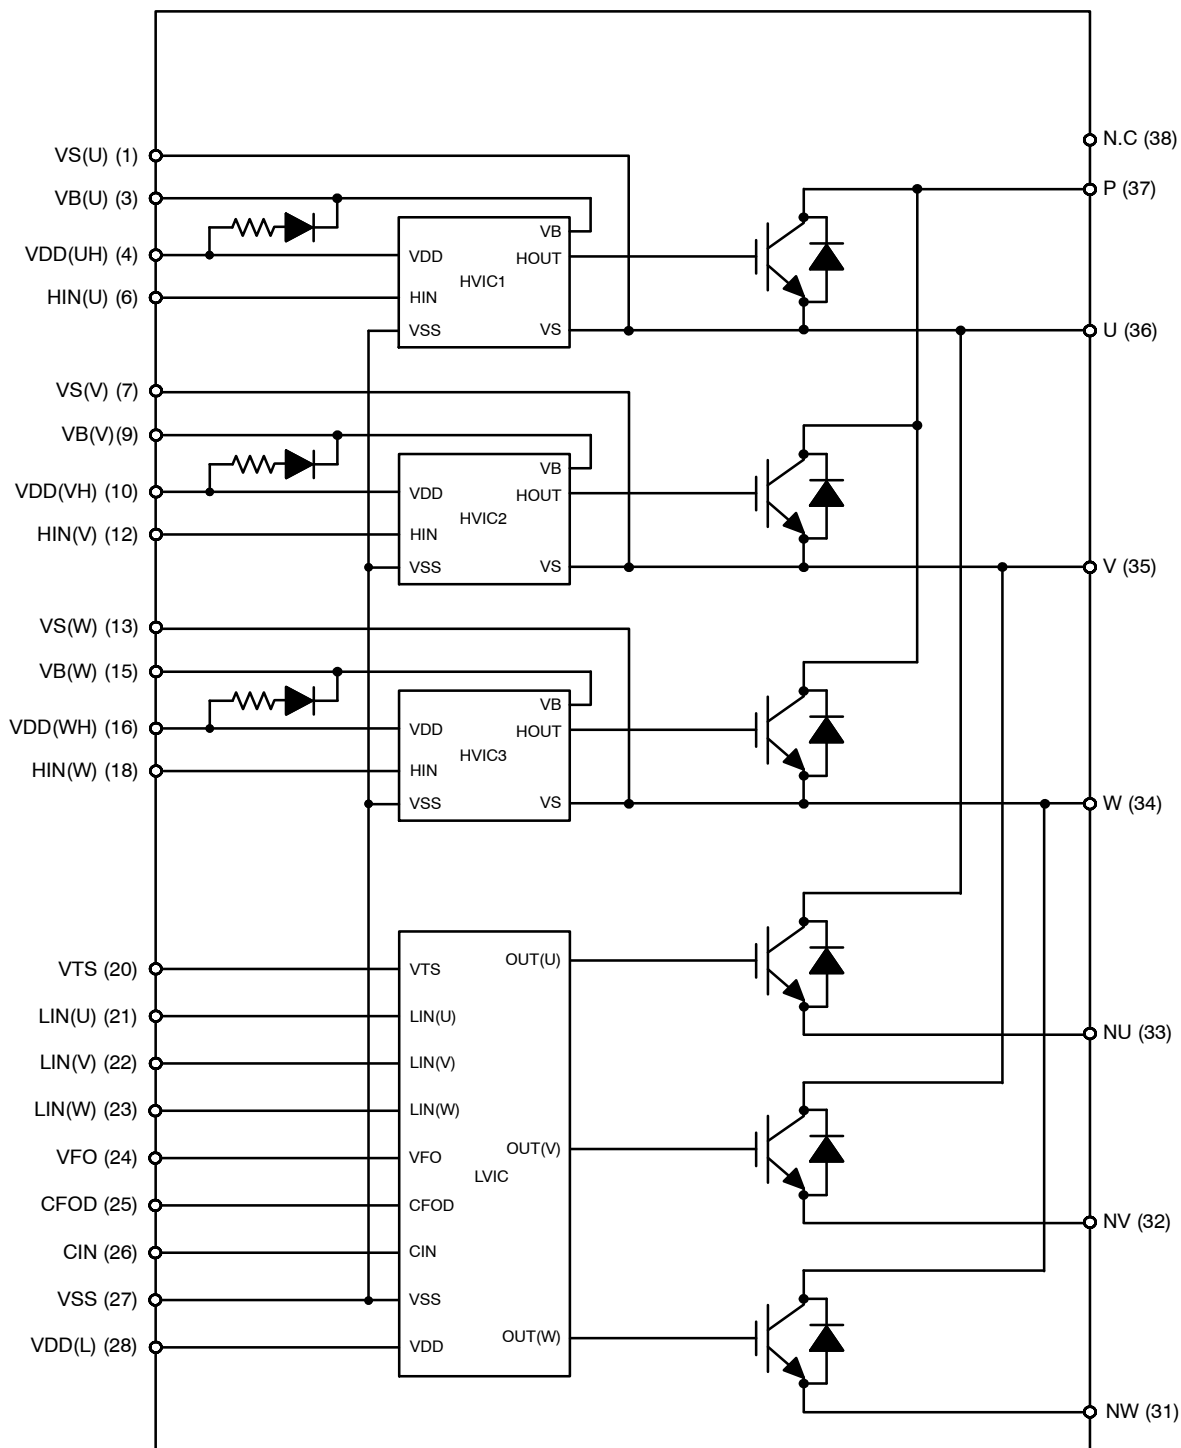 N.C (38)
VS(U) (1)
P (37)
VB(U) (3)
VB
VDD(UH) (4)
VDD
HOUT
HVIC1
HIN(U) (6)
HIN
VSS
VS
U (36)
VS(V) (7)
VB(V)(9)
VB
VDD(VH) (10)
VDD
HOUT
HVIC2
HIN(V) (12)
HIN
VSS
VS
V (35)
VS(W) (13)
VB(W) (15)
VB
VDD(WH) (16)
VDD
HOUT
HVIC3
HIN(W) (18)
HIN
VSS
VS
W (34)
OUT(U)
VTS (20)
VTS
LIN(U) (21)
LIN(U)
NU (33)
LIN(V) (22)
LIN(V)
LIN(W) (23)
LIN(W)
OUT(V)
VFO (24)
VFO
LVIC
CFOD (25)
CFOD
NV (32)
CIN (26)
CIN
VSS (27)
VSS
OUT(W)
VDD(L) (28)
VDD
NW (31)